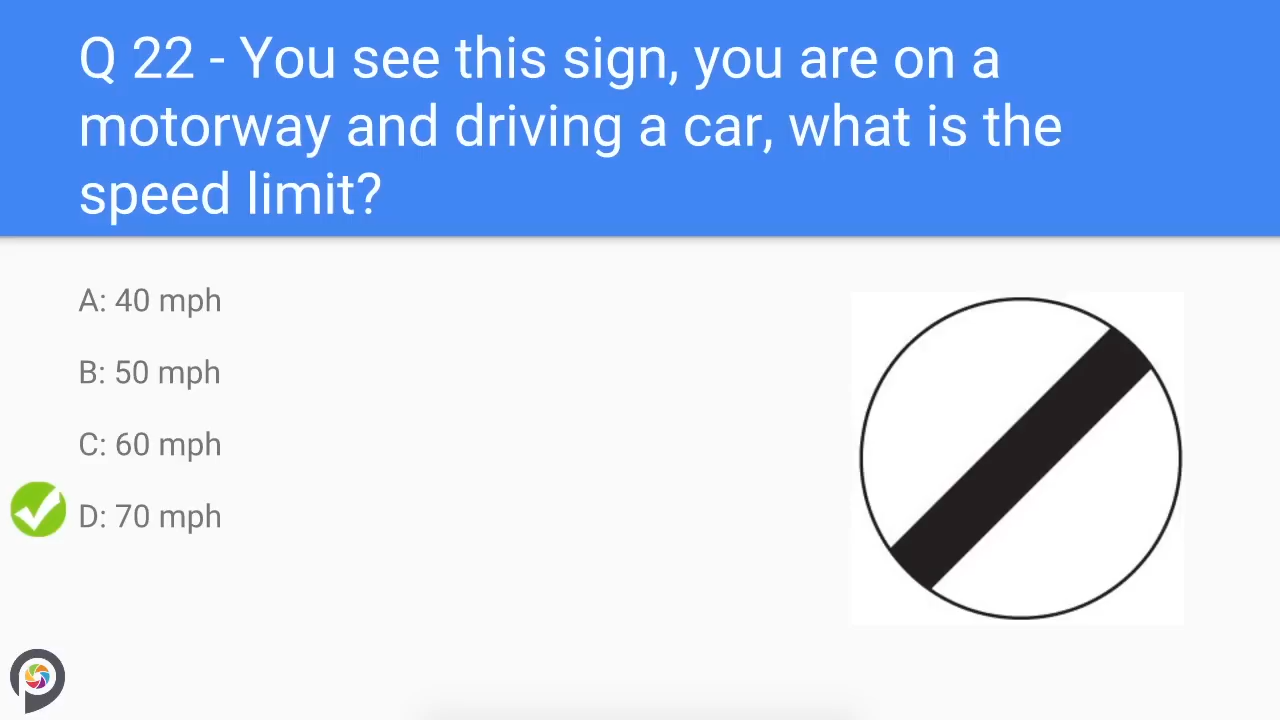 Q 22 - You see this sign, you are on a
motorway and driving a car, what is the
speed limit?
A: 40 mph
B: 50 mph
C: 60 mph
D: 70 mph